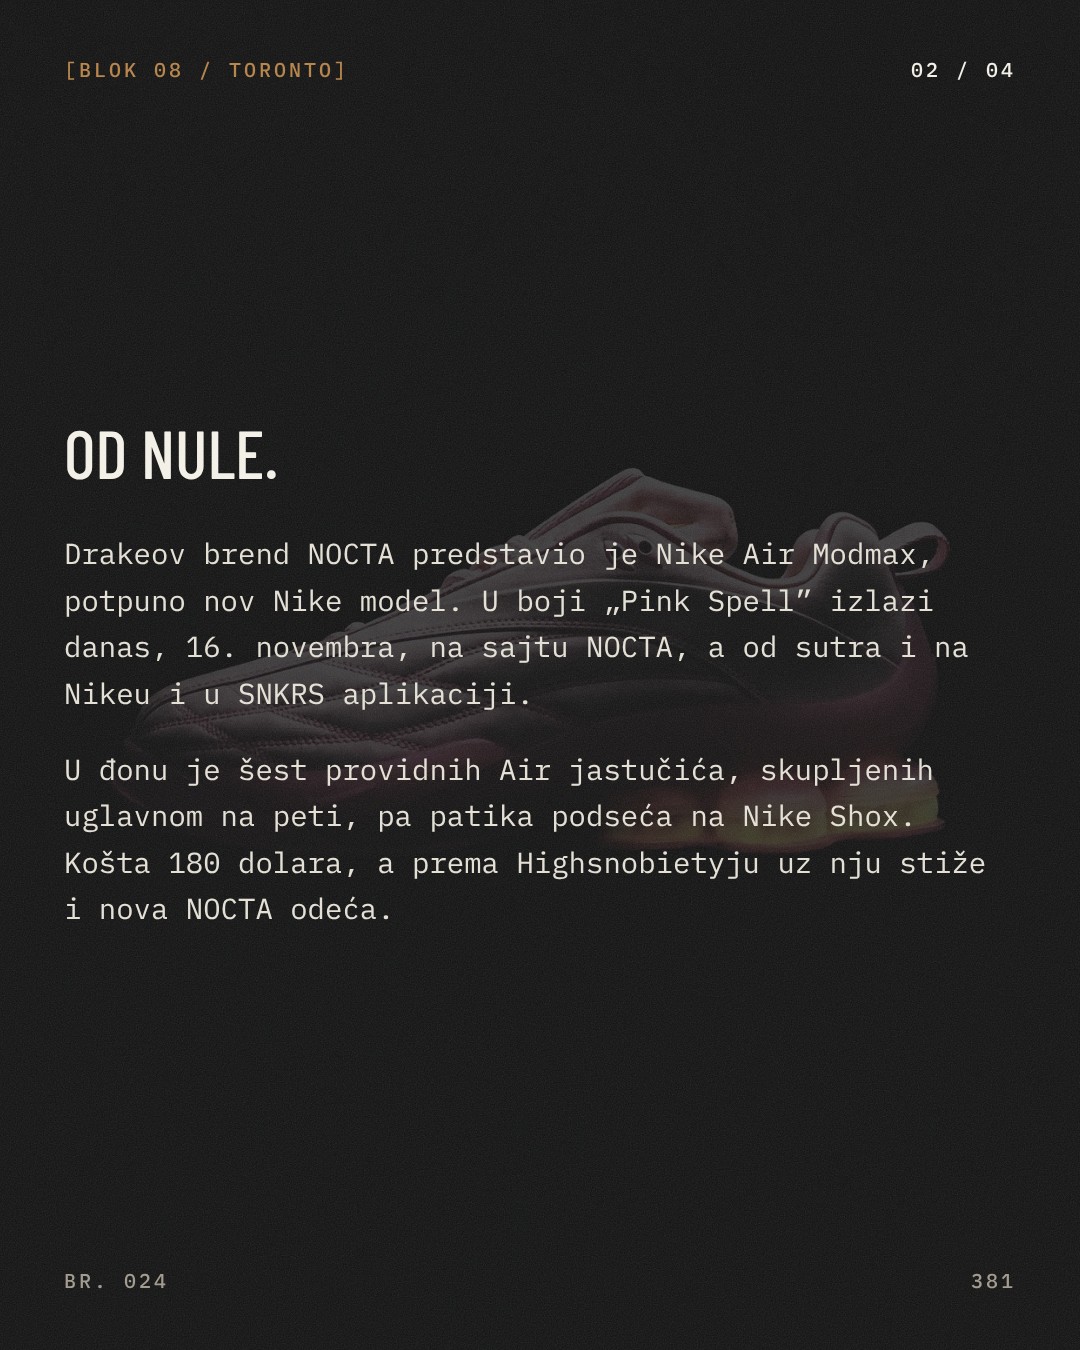 [BLOK 08 / TORONTO]
02 / 04
OD NULE.
Drakeov brend NOCTA predstavio je Nike Air Modmax,
potpuno nov Nike model. U boji „Pink Spell” izlazi
danas, 16. novembra, na sajtu NOCTA, a od sutra i na
Nikeu i u SNKRS aplikaciji.
U đonu je šest providnih Air jastučića, skupljenih
uglavnom na peti, pa patika podseća na Nike Shox.
Košta 180 dolara, a prema Highsnobietyju uz nju stiže
i nova NOCTA odeća.
BR. 024
381